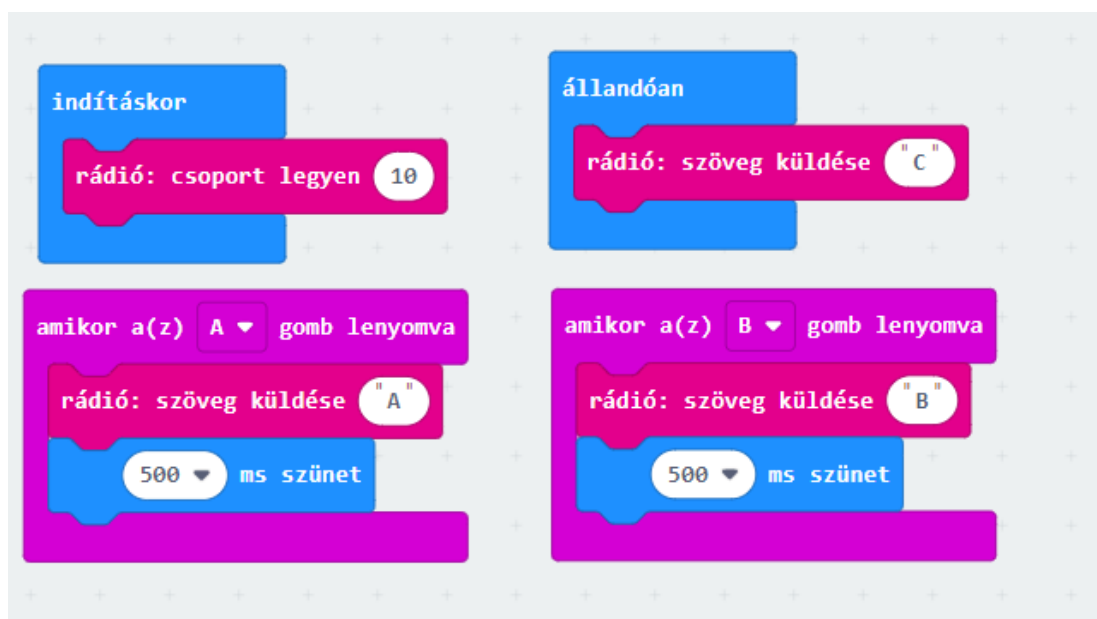 indításkor
rádió: csoport legyen 10
állandóan
rádió: szöveg küldése "C"
amikor a(z) A gomb lenyomva
rádió: szöveg küldése "A"
500 ms szünet
amikor a(z) B gomb lenyomva
rádió: szöveg küldése "B"
500 ms szünet